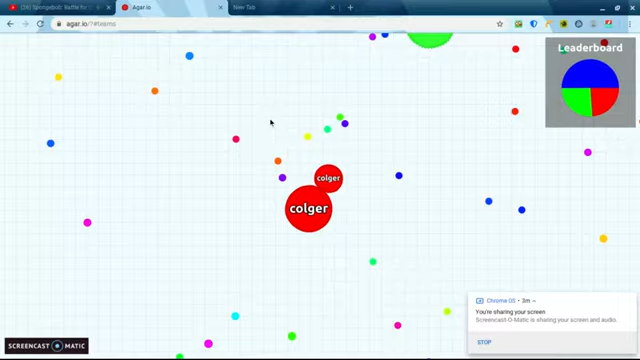 (26) Spongebob: Battle for
Agar.io
New Tab
agar.io/?#teams
Leaderboard
colger
colger
Chrome OS • 3m
You're sharing your screen
Screencast-O-Matic is sharing your screen and audio.
STOP
SCREENCAST MATIC